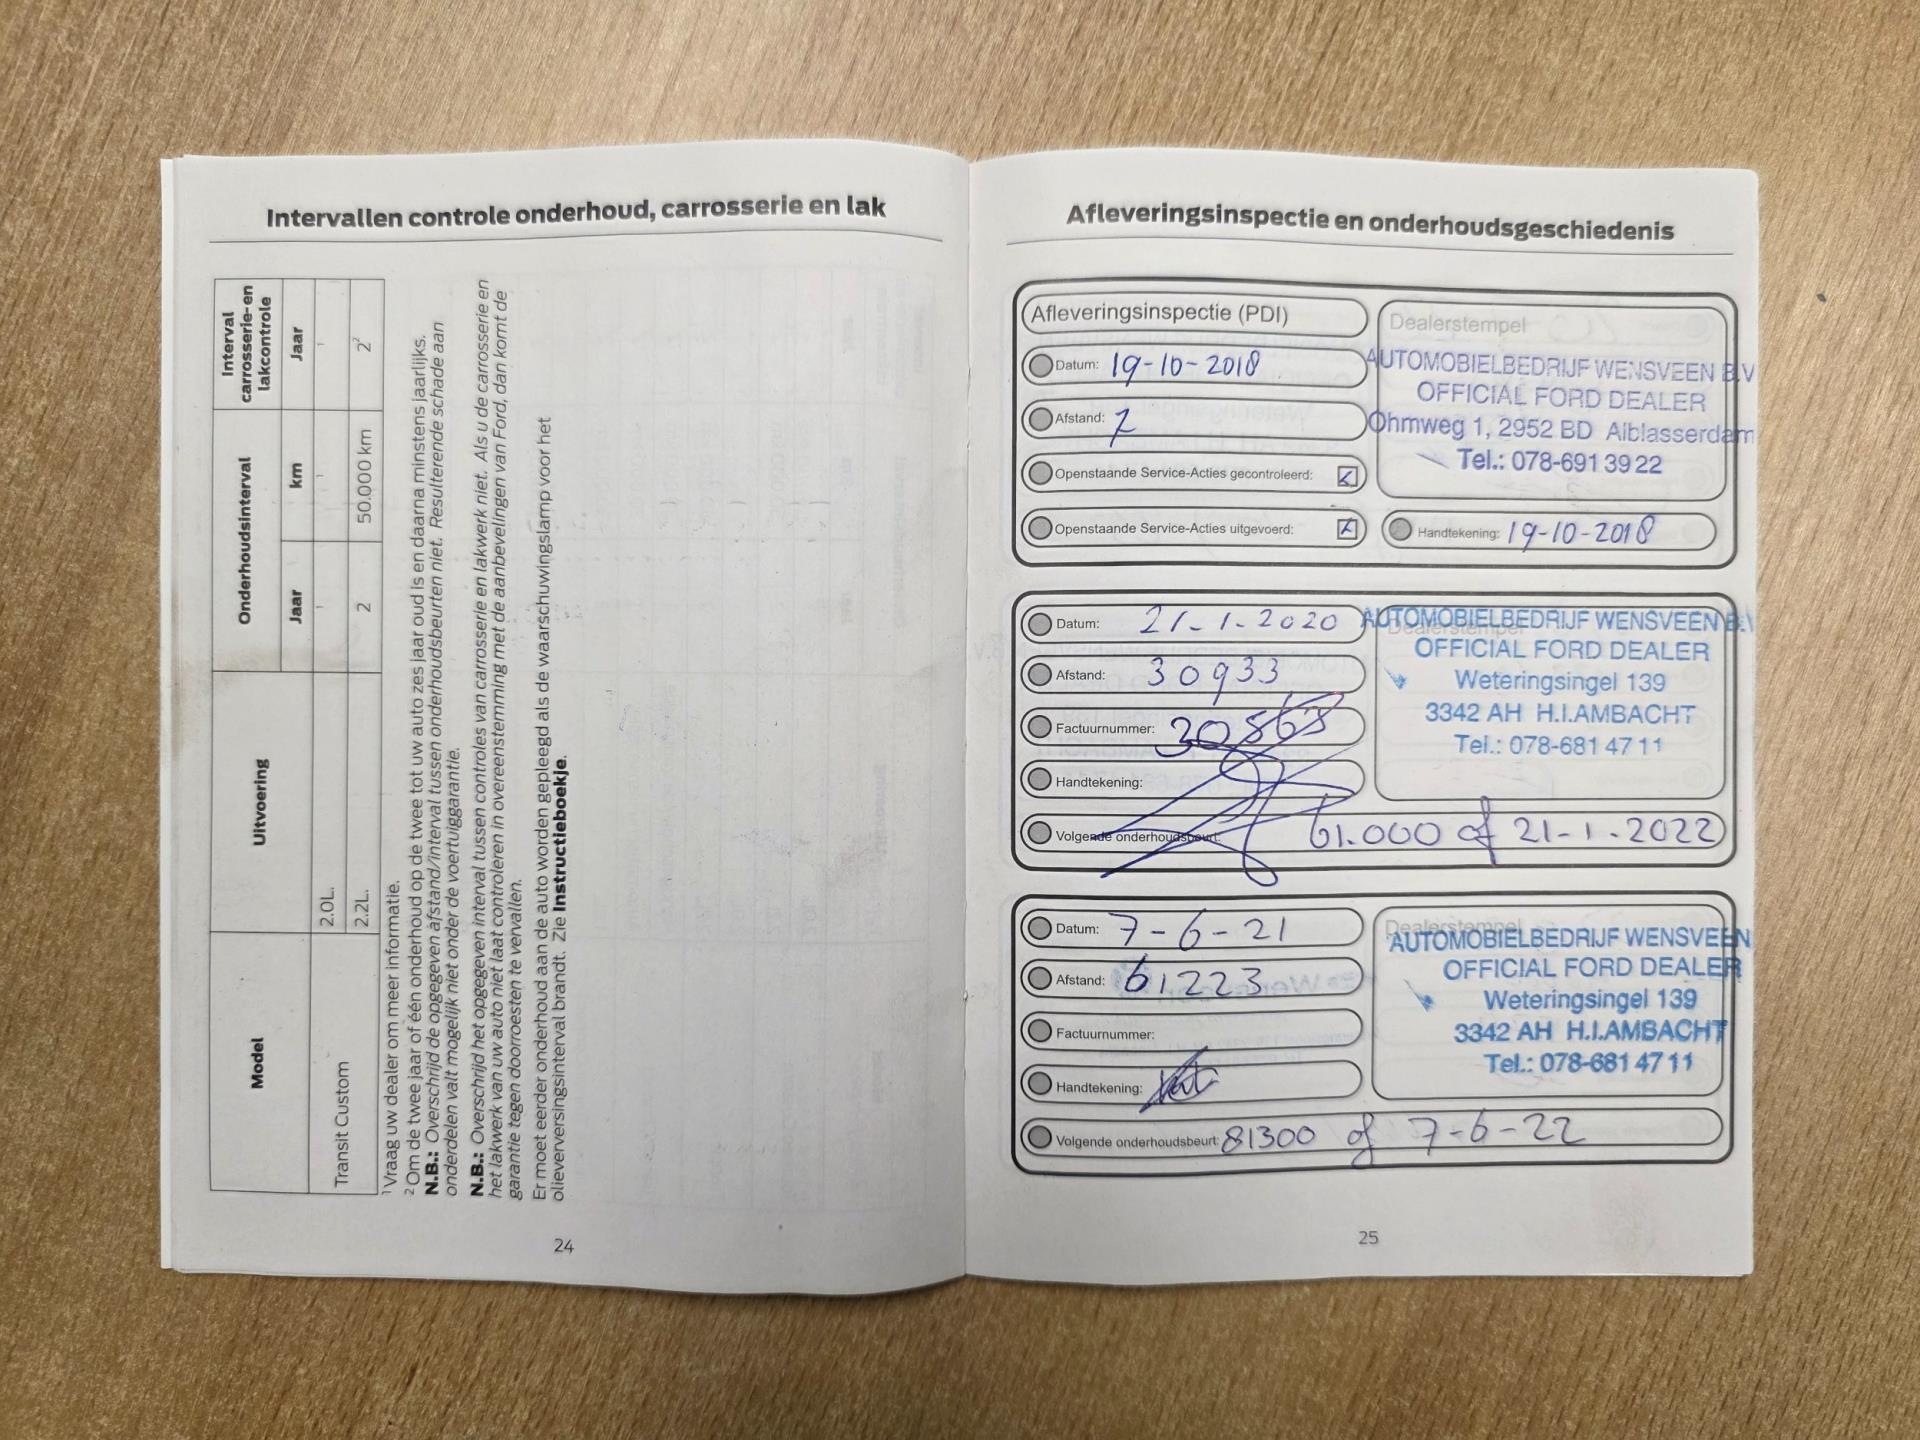 Intervallen controle onderhoud, carrosserie en lak
Model
Uitvoering
Onderhoudsinterval
Interval
carrosserie- en
lakcontrole
Jaar
km
Jaar
Transit Custom
2.0L.
1
1
1
2.2L.
2
50.000 km
2²
¹ Vraag uw dealer om meer informatie.
² Om de twee jaar of één onderhoud op de twee tot uw auto zes jaar oud is en daarna minstens jaarlijks.
N.B.: Overschrijd de opgegeven afstand/interval tussen onderhoudsbeurten niet. Resulterende schade aan
onderdelen valt mogelijk niet onder de voertuiggarantie.
N.B.: Overschrijd het opgegeven interval tussen controles van carrosserie en lakwerk niet. Als u de carrosserie en
het lakwerk van uw auto niet laat controleren in overeenstemming met de aanbevelingen van Ford, dan komt de
garantie tegen doorroesten te vervallen.
Er moet eerder onderhoud aan de auto worden gepleegd als de waarschuwingslamp voor het
olieverversingsinterval brandt. Zie Instructieboekje.
24
Afleveringsinspectie en onderhoudsgeschiedenis
Afleveringsinspectie (PDI)
Datum: 19-10-2018
Afstand: 7
Openstaande Service-Acties gecontroleerd:
Openstaande Service-Acties uitgevoerd:
Dealerstempel
AUTOMOBIELBEDRIJF WENSVEEN B.V
OFFICIAL FORD DEALER
Ohmweg 1, 2952 BD Alblasserdam
Tel.: 078-691 39 22
Handtekening: 19-10-2018
Datum: 21-1-2020
Afstand: 30933
Factuurnummer: 30868
Handtekening:
Volgende onderhoudsbeurt: 61.000 of 21-1-2022
Dealerstempel
AUTOMOBIELBEDRIJF WENSVEEN B.V
OFFICIAL FORD DEALER
Weteringsingel 139
3342 AH H.I.AMBACHT
Tel.: 078-681 47 11
Datum: 7-6-21
Afstand: 61223
Factuurnummer:
Handtekening:
Volgende onderhoudsbeurt: 81300 of 7-6-22
Dealerstempel
AUTOMOBIELBEDRIJF WENSVEEN
OFFICIAL FORD DEALER
Weteringsingel 139
3342 AH H.I.AMBACHT
Tel.: 078-681 47 11
25